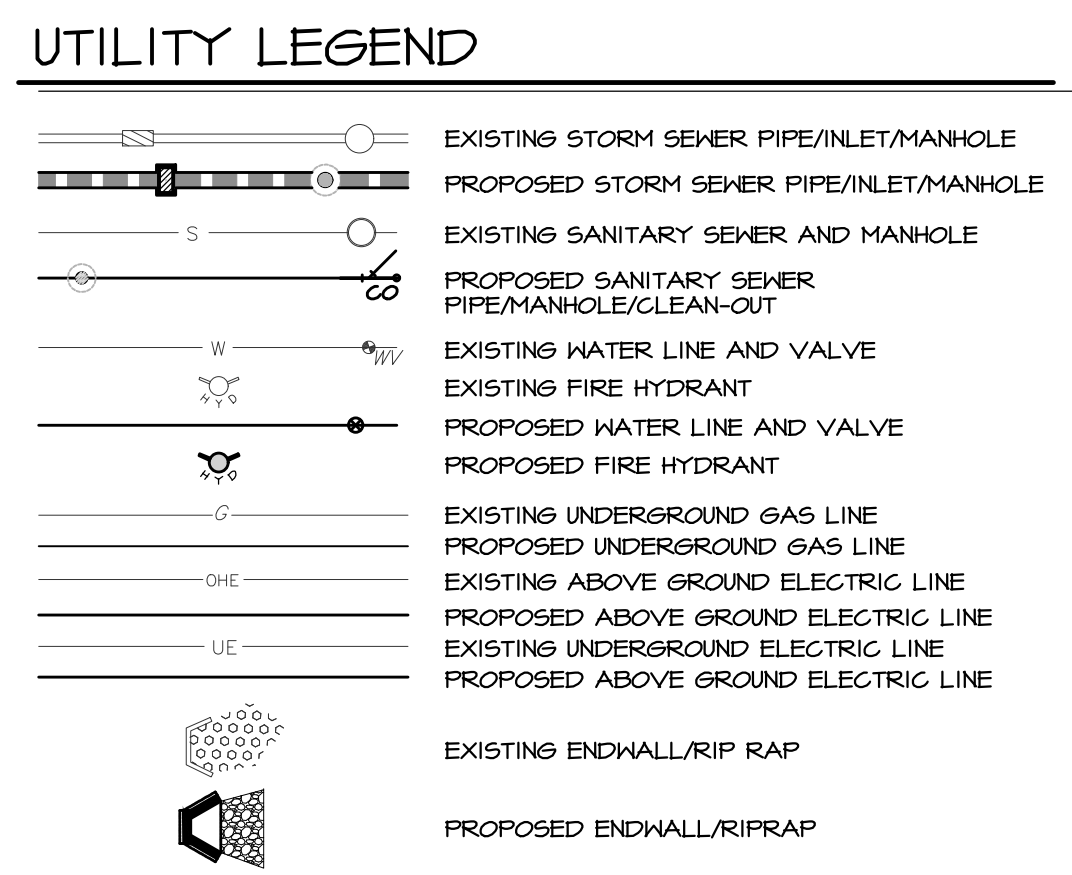 UTILITY LEGEND
EXISTING STORM SEWER PIPE/INLET/MANHOLE
PROPOSED STORM SEWER PIPE/INLET/MANHOLE
S EXISTING SANITARY SEWER AND MANHOLE
PROPOSED SANITARY SEWER
CO PIPE/MANHOLE/CLEAN-OUT
W WV EXISTING WATER LINE AND VALVE
HYD EXISTING FIRE HYDRANT
PROPOSED WATER LINE AND VALVE
HYD PROPOSED FIRE HYDRANT
G EXISTING UNDERGROUND GAS LINE
PROPOSED UNDERGROUND GAS LINE
OHE EXISTING ABOVE GROUND ELECTRIC LINE
PROPOSED ABOVE GROUND ELECTRIC LINE
UE EXISTING UNDERGROUND ELECTRIC LINE
PROPOSED ABOVE GROUND ELECTRIC LINE
EXISTING ENDWALL/RIP RAP
PROPOSED ENDWALL/RIPRAP